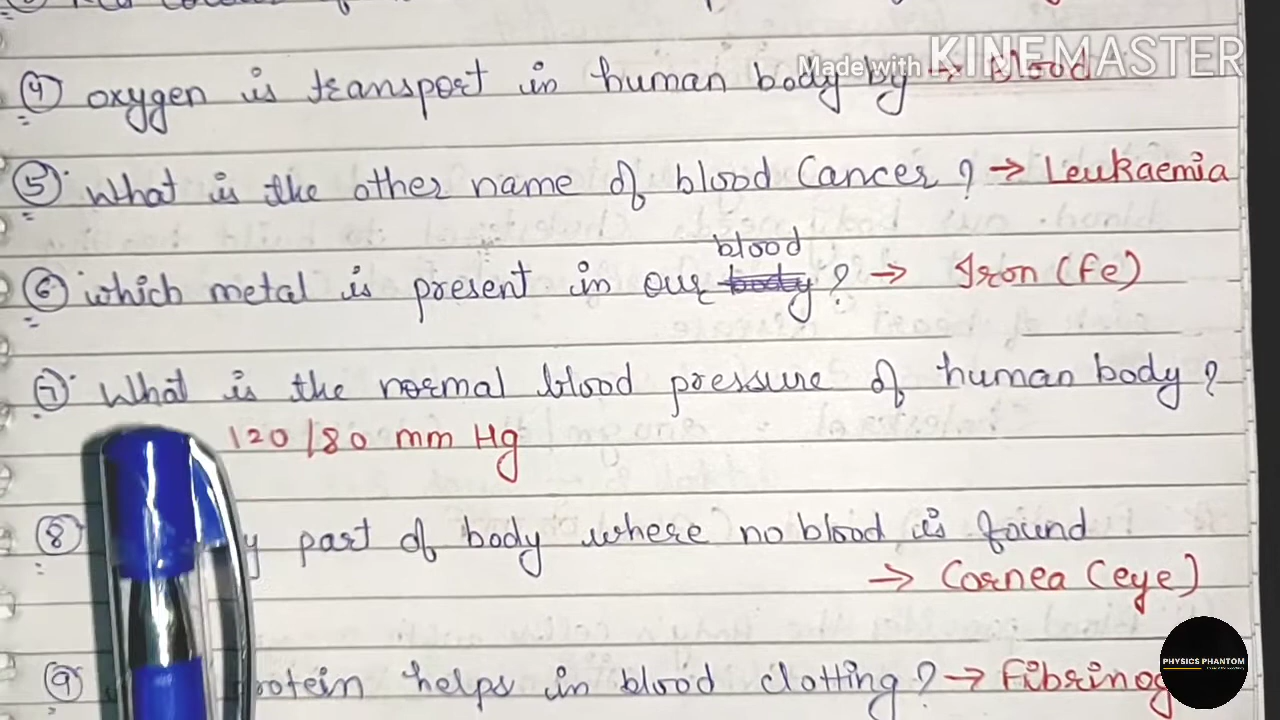 Made with KINEMASTER
④ oxygen is transport in human body by → Blood
⑤ What is the other name of blood Cancer ? → Leukaemia
blood
⑥ which metal is present in our body ? → Iron (Fe)
⑦ What is the normal blood pressure of human body ?
120/80 mm Hg
⑧ part of body where no blood is found
→ Cornea (eye)
⑨ helps in blood clotting ? →
PHYSICS PHANTOM